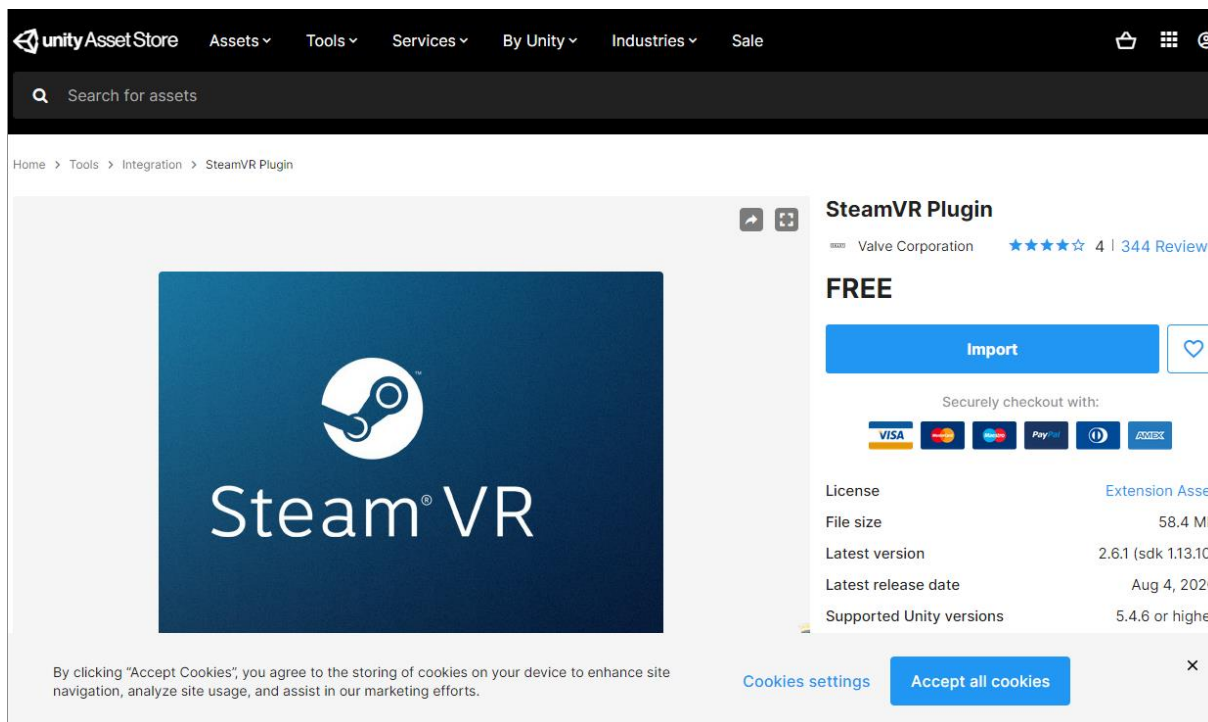 unity Asset Store Assets Tools Services By Unity Industries Sale
Search for assets
Home > Tools > Integration > SteamVR Plugin
SteamVR Plugin
Valve Corporation ★★★★☆ 4 | 344 Review
FREE
Import
Securely checkout with:
VISA PayPal AMEX
Steam® VR
™
License Extension Asse
File size 58.4 M
Latest version 2.6.1 (sdk 1.13.10
Latest release date Aug 4, 202
Supported Unity versions 5.4.6 or highe
By clicking “Accept Cookies”, you agree to the storing of cookies on your device to enhance site
navigation, analyze site usage, and assist in our marketing efforts.
Cookies settings
Accept all cookies